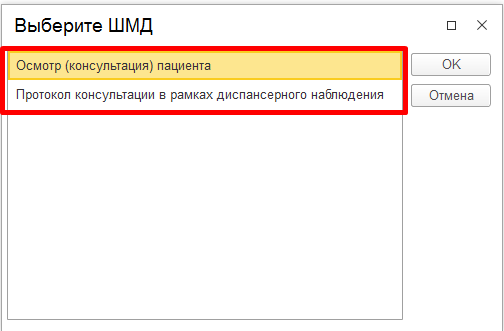 Выберите ШМД
Осмотр (консультация) пациента
OK
Протокол консультации в рамках диспансерного наблюдения
Отмена